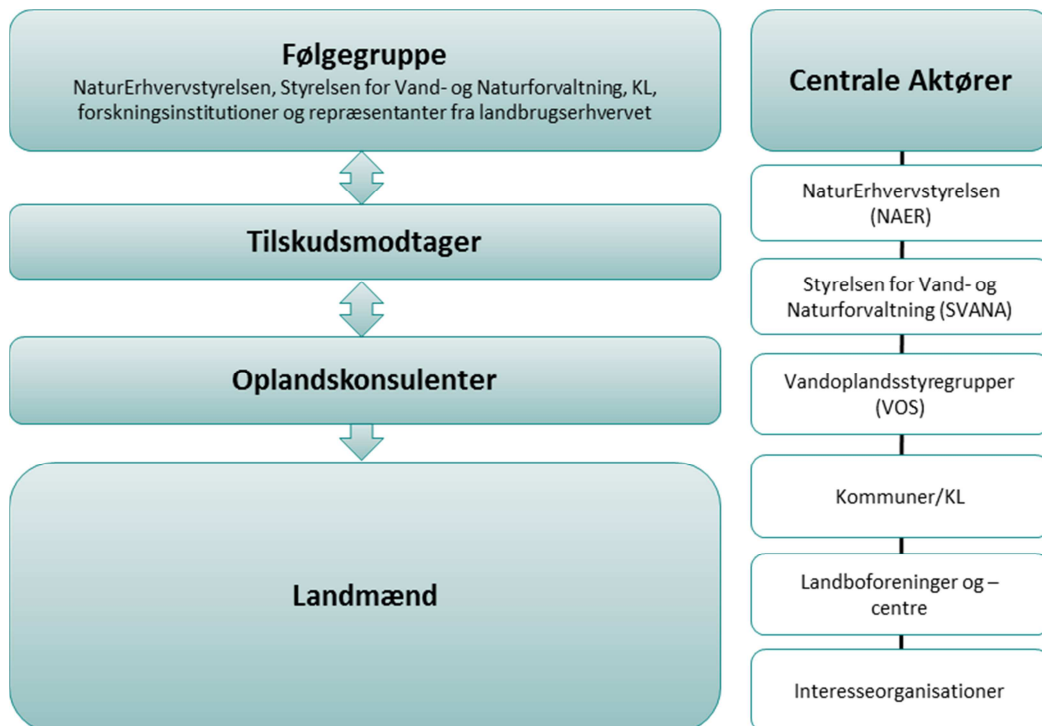 Følgegruppe
NaturErhvervstyrelsen, Styrelsen for Vand- og Naturforvaltning, KL,
forskningsinstitutioner og repræsentanter fra landbrugserhvervet
Tilskudsmodtager
Oplandskonsulenter
Landmænd
Centrale Aktører
NaturErhvervstyrelsen
(NAER)
Styrelsen for Vand- og
Naturforvaltning (SVANA)
Vandoplandsstyregrupper
(VOS)
Kommuner/KL
Landboforeninger og –
centre
Interesseorganisationer